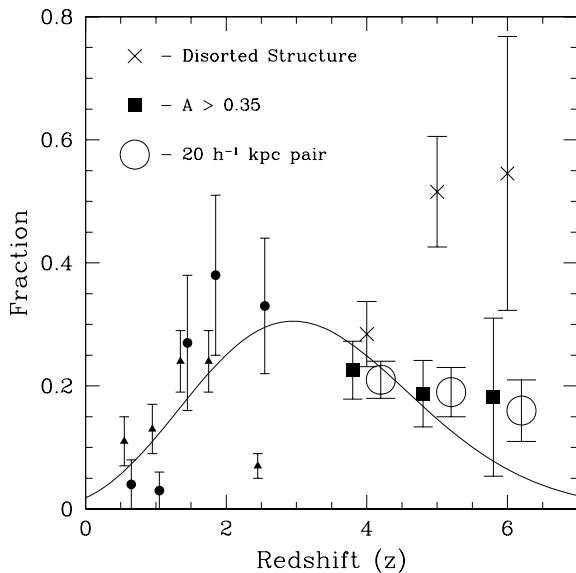 0.8
× – Disorted Structure
■ – A > 0.35
○ – 20 h⁻¹ kpc pair
0.6
Fraction
0.4
0.2
0
0 2 4 6
Redshift (z)